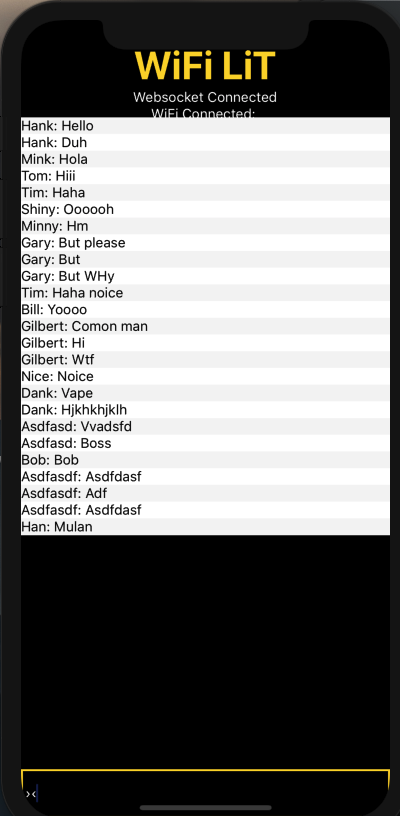 WiFi LiT
Websocket Connected
WiFi Connected:
Hank: Hello
Hank: Duh
Mink: Hola
Tom: Hiii
Tim: Haha
Shiny: Oooooh
Minny: Hm
Gary: But please
Gary: But
Gary: But WHy
Tim: Haha noice
Bill: Yoooo
Gilbert: Comon man
Gilbert: Hi
Gilbert: Wtf
Nice: Noice
Dank: Vape
Dank: Hjkhkhjklh
Asdfasd: Vvadsfd
Asdfasd: Boss
Bob: Bob
Asdfasdf: Asdfdasf
Asdfasdf: Adf
Asdfasdf: Asdfdasf
Han: Mulan
›‹